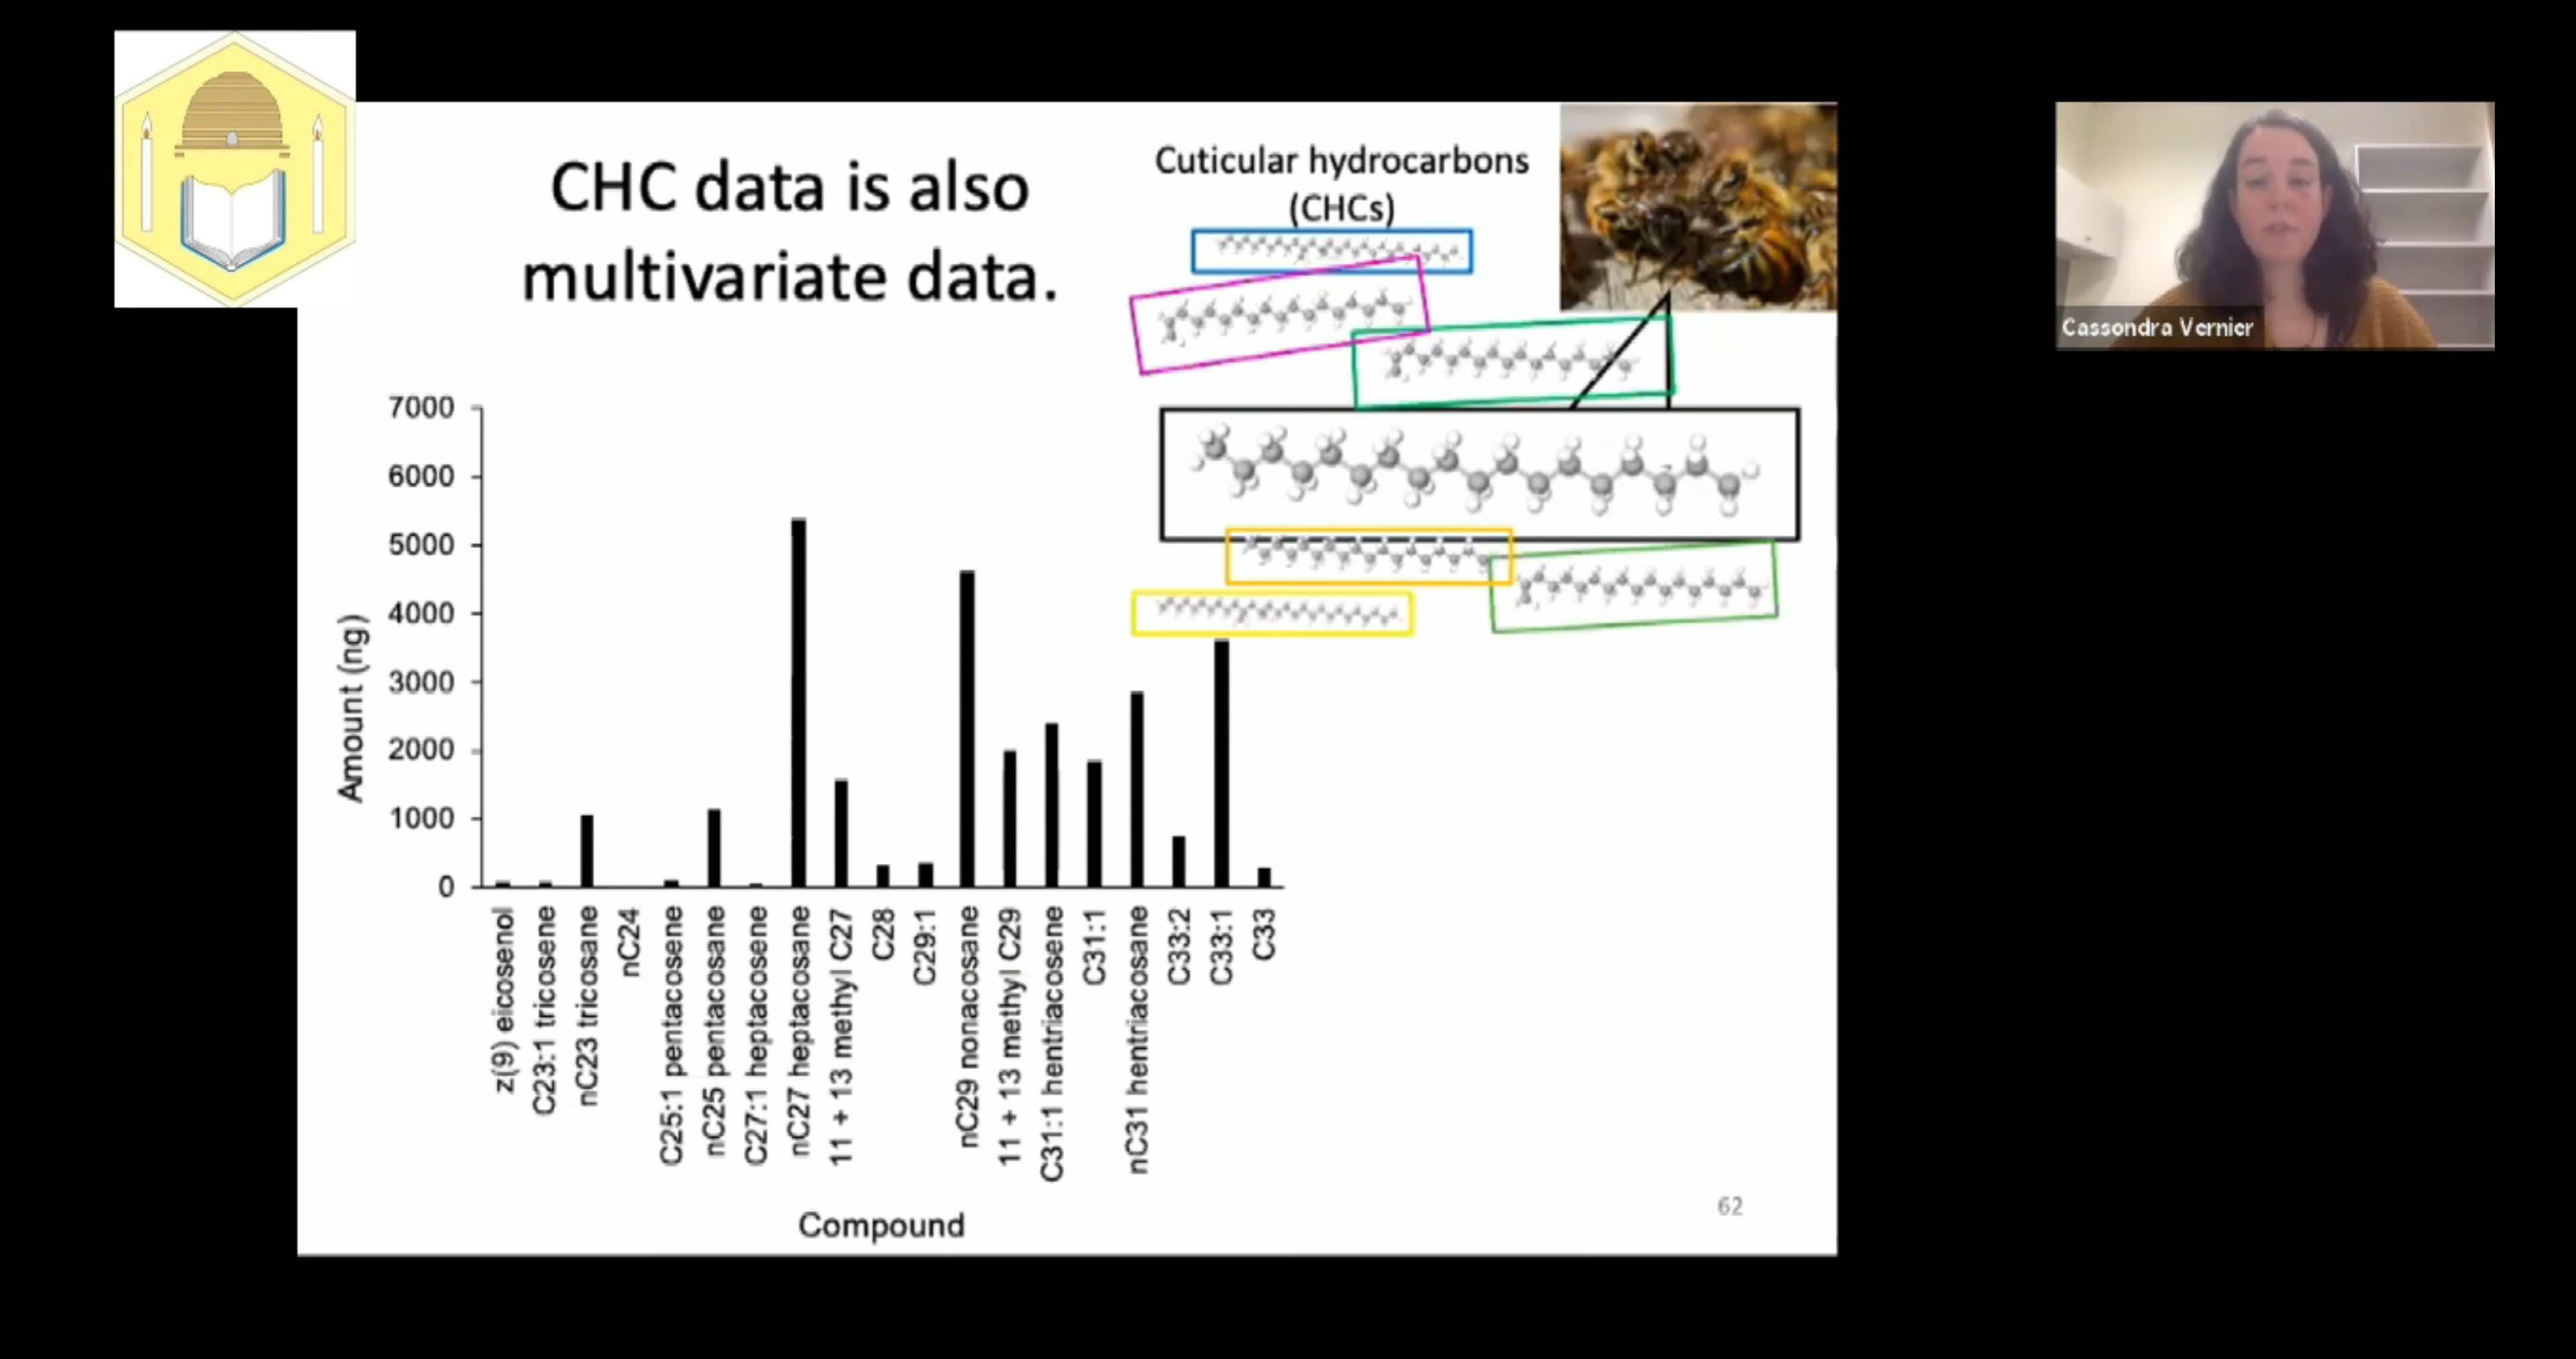 CHC data is also
multivariate data.
Cuticular hydrocarbons
(CHCs)
Cassondra Vernier
7000
6000
5000
4000
3000
2000
1000
0
Amount (ng)
z(9) eicosenol
C23:1 tricosene
nC23 tricosane
nC24
C25:1 pentacosene
nC25 pentacosane
C27:1 heptacosene
nC27 heptacosane
11 + 13 methyl C27
C28
C29:1
nC29 nonacosane
11 + 13 methyl C29
C31:1 hentriacosene
C31:1
nC31 hentriacosane
C33:2
C33:1
C33
Compound
62